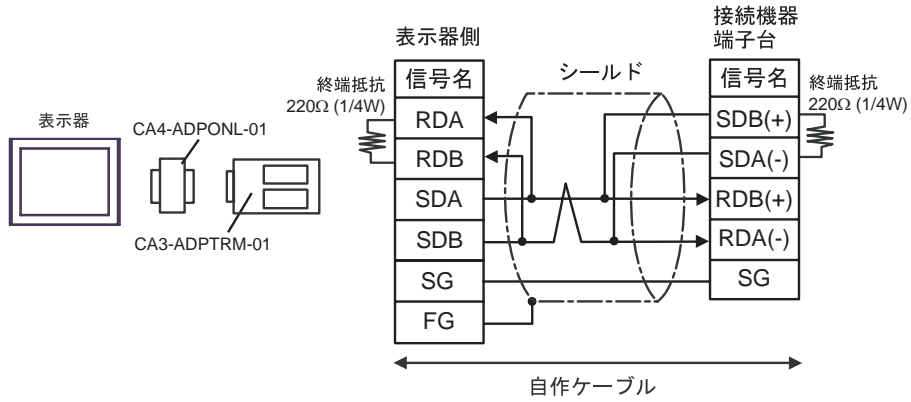 表示器
CA4-ADPONL-01
CA3-ADPTRM-01
表示器側
終端抵抗
220Ω (1/4W)
信号名
RDA
RDB
SDA
SDB
SG
FG
シールド
接続機器
端子台
信号名
SDB(+)
SDA(-)
RDB(+)
RDA(-)
SG
終端抵抗
220Ω (1/4W)
自作ケーブル